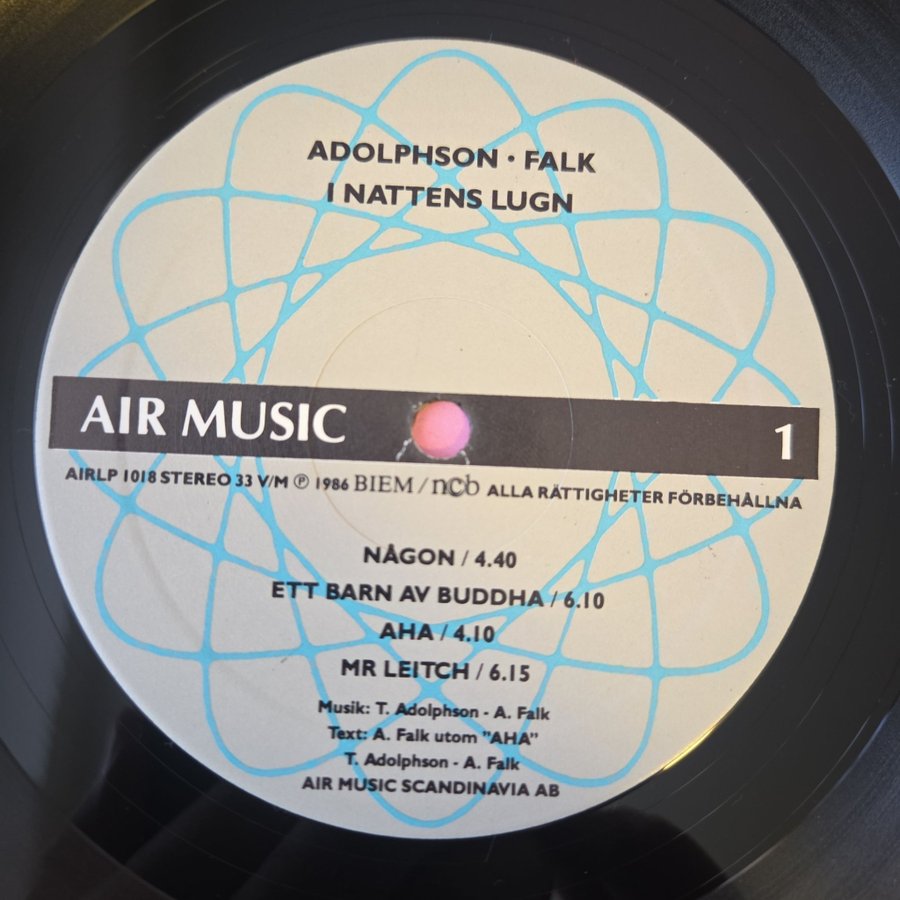 ADOLPHSON • FALK
I NATTENS LUGN
AIR MUSIC 1
AIRLP 1018 STEREO 33 V/M ℗ 1986 BIEM/ncb ALLA RÄTTIGHETER FÖRBEHÅLLNA
NÅGON / 4.40
ETT BARN AV BUDDHA / 6.10
AHA / 4.10
MR LEITCH / 6.15
Musik: T. Adolphson - A. Falk
Text: A. Falk utom "AHA"
T. Adolphson - A. Falk
AIR MUSIC SCANDINAVIA AB